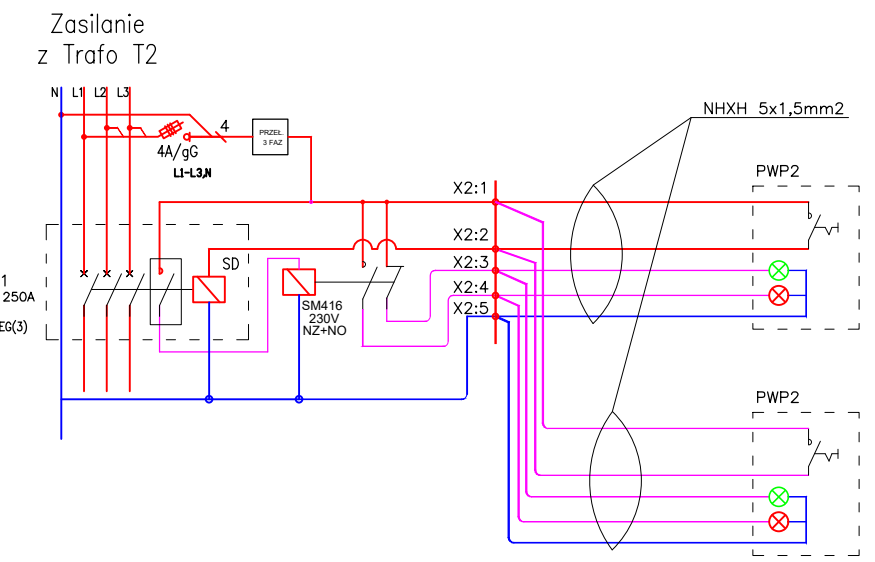 Zasilanie
z Trafo T2
N L1 L2 L3
4
PRZEŁ.
3 FAZ
4A/gG
L1-L3,N
NHXH 5x1,5mm2
X2:1
X2:2
X2:3
X2:4
X2:5
PWP2
SD
1
250A
EG(3)
SM416
230V
NZ+NO
PWP2